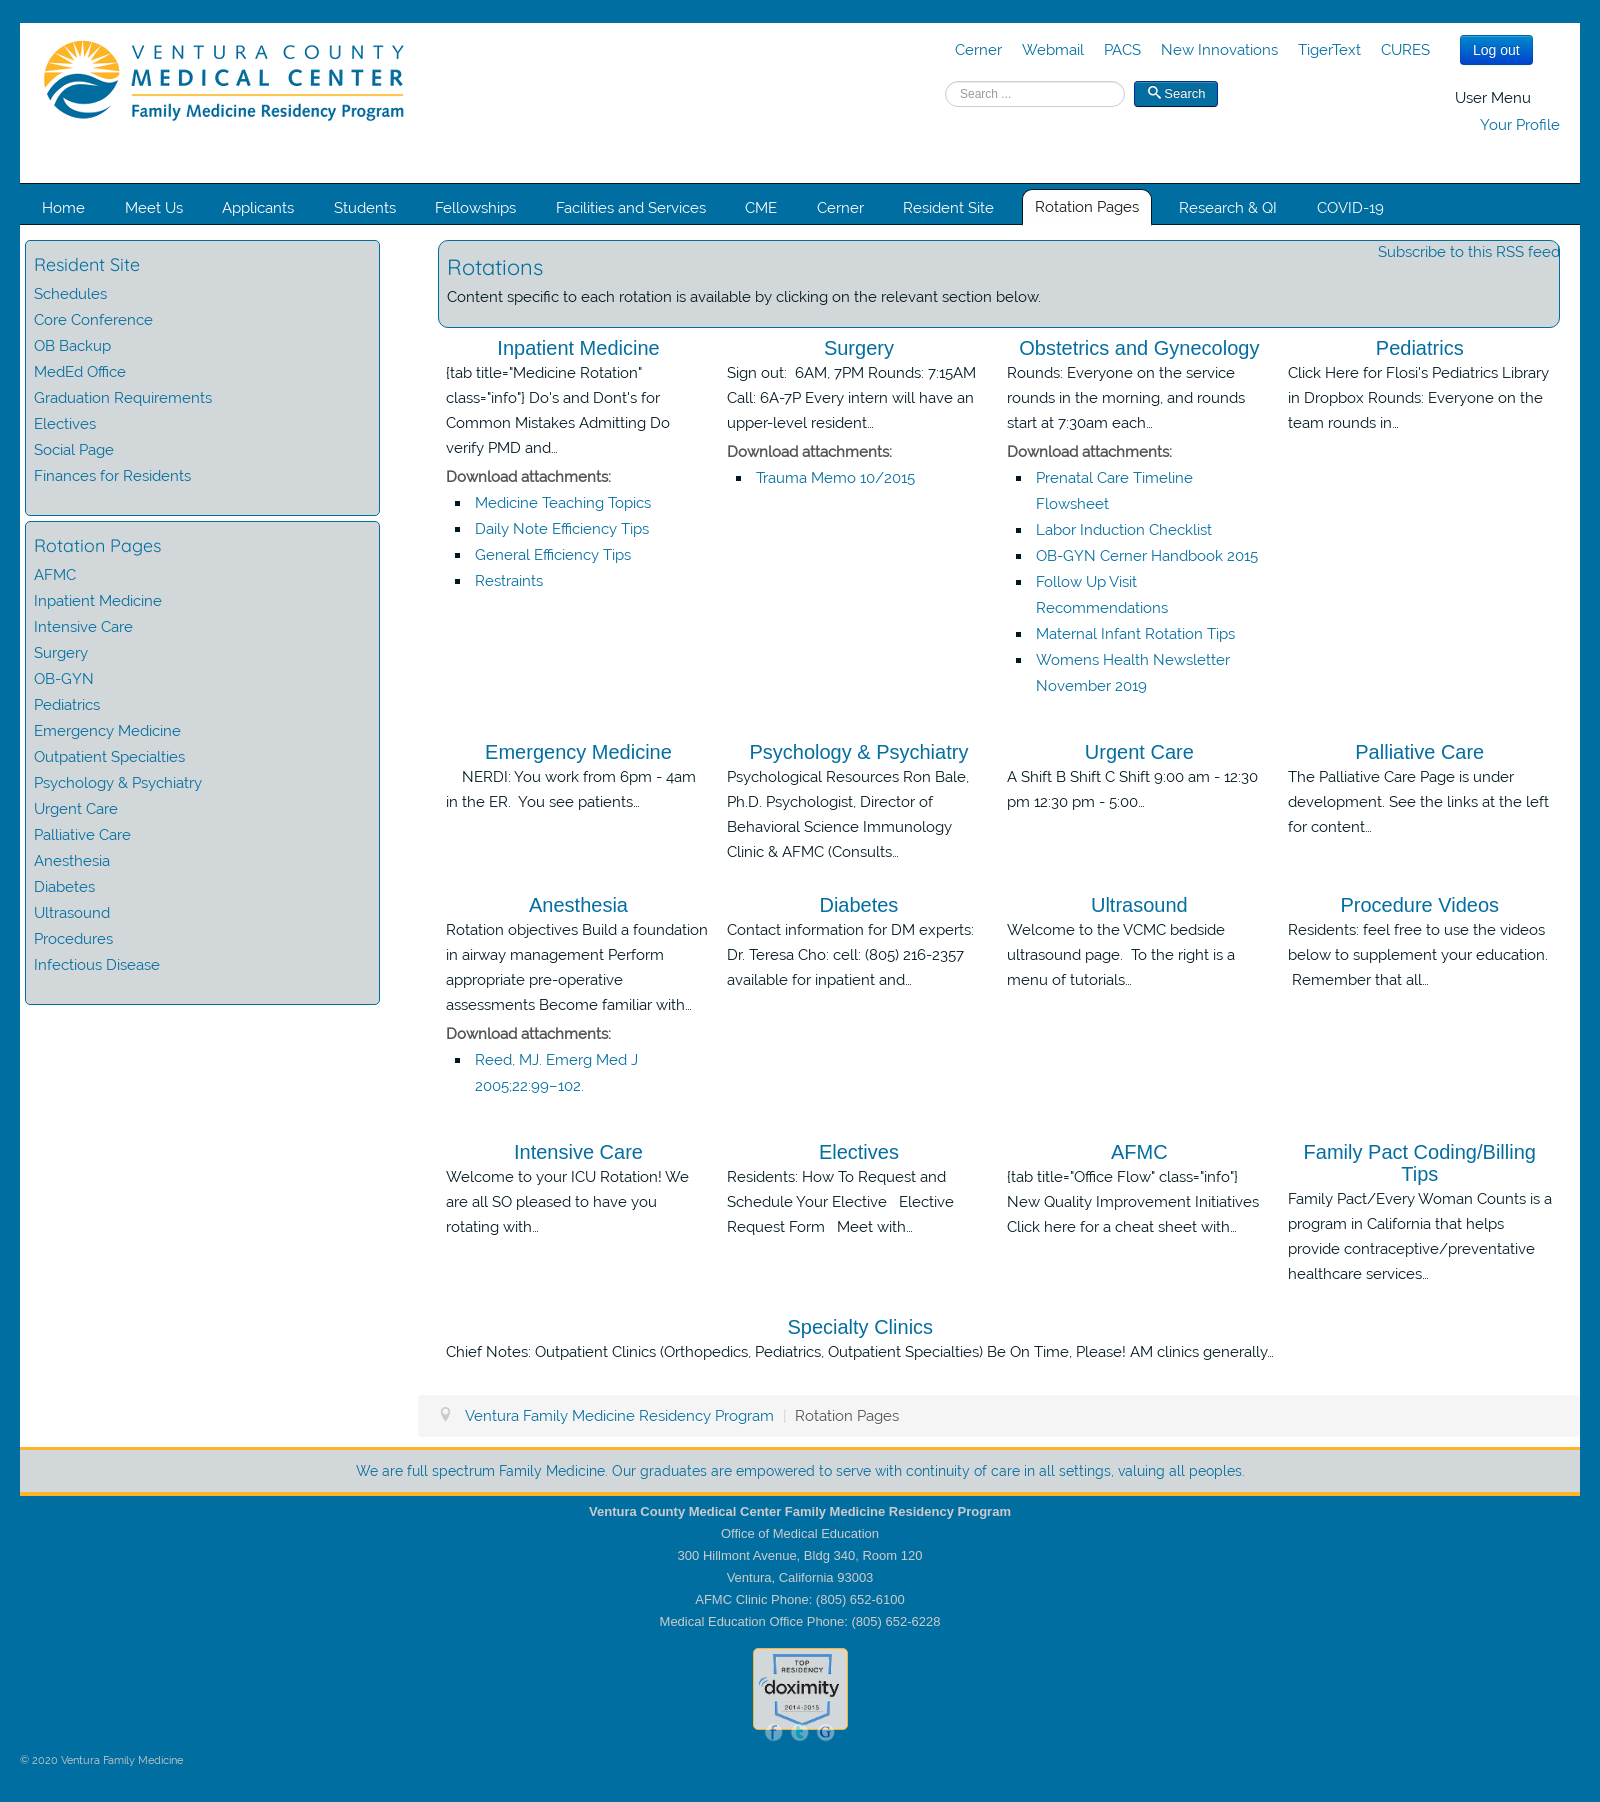 VENTURA COUNTY
MEDICAL CENTER
Family Medicine Residency Program
Cerner Webmail PACS New Innovations TigerText CURES Log out
Search ... Search
User Menu
Your Profile
Home Meet Us Applicants Students Fellowships Facilities and Services CME Cerner Resident Site Rotation Pages Research & QI COVID-19
Resident Site
Schedules
Core Conference
OB Backup
MedEd Office
Graduation Requirements
Electives
Social Page
Finances for Residents
Rotation Pages
AFMC
Inpatient Medicine
Intensive Care
Surgery
OB-GYN
Pediatrics
Emergency Medicine
Outpatient Specialties
Psychology & Psychiatry
Urgent Care
Palliative Care
Anesthesia
Diabetes
Ultrasound
Procedures
Infectious Disease
Subscribe to this RSS feed
Rotations
Content specific to each rotation is available by clicking on the relevant section below.
Inpatient Medicine
{tab title="Medicine Rotation"
class="info"} Do's and Dont's for
Common Mistakes Admitting Do
verify PMD and...
Download attachments:
Medicine Teaching Topics
Daily Note Efficiency Tips
General Efficiency Tips
Restraints
Surgery
Sign out: 6AM, 7PM Rounds: 7:15AM
Call: 6A-7P Every intern will have an
upper-level resident...
Download attachments:
Trauma Memo 10/2015
Obstetrics and Gynecology
Rounds: Everyone on the service
rounds in the morning, and rounds
start at 7:30am each...
Download attachments:
Prenatal Care Timeline
Flowsheet
Labor Induction Checklist
OB-GYN Cerner Handbook 2015
Follow Up Visit
Recommendations
Maternal Infant Rotation Tips
Womens Health Newsletter
November 2019
Pediatrics
Click Here for Flosi's Pediatrics Library
in Dropbox Rounds: Everyone on the
team rounds in...
Emergency Medicine
NERDI: You work from 6pm - 4am
in the ER. You see patients...
Psychology & Psychiatry
Psychological Resources Ron Bale,
Ph.D. Psychologist, Director of
Behavioral Science Immunology
Clinic & AFMC (Consults...
Urgent Care
A Shift B Shift C Shift 9:00 am - 12:30
pm 12:30 pm - 5:00...
Palliative Care
The Palliative Care Page is under
development. See the links at the left
for content...
Anesthesia
Rotation objectives Build a foundation
in airway management Perform
appropriate pre-operative
assessments Become familiar with...
Download attachments:
Reed, MJ. Emerg Med J
2005;22:99–102.
Diabetes
Contact information for DM experts:
Dr. Teresa Cho: cell: (805) 216-2357
available for inpatient and...
Ultrasound
Welcome to the VCMC bedside
ultrasound page. To the right is a
menu of tutorials...
Procedure Videos
Residents: feel free to use the videos
below to supplement your education.
Remember that all...
Intensive Care
Welcome to your ICU Rotation! We
are all SO pleased to have you
rotating with...
Electives
Residents: How To Request and
Schedule Your Elective Elective
Request Form Meet with...
AFMC
{tab title="Office Flow" class="info"}
New Quality Improvement Initiatives
Click here for a cheat sheet with...
Family Pact Coding/Billing
Tips
Family Pact/Every Woman Counts is a
program in California that helps
provide contraceptive/preventative
healthcare services...
Specialty Clinics
Chief Notes: Outpatient Clinics (Orthopedics, Pediatrics, Outpatient Specialties) Be On Time, Please! AM clinics generally...
Ventura Family Medicine Residency Program | Rotation Pages
We are full spectrum Family Medicine. Our graduates are empowered to serve with continuity of care in all settings, valuing all peoples.
Ventura County Medical Center Family Medicine Residency Program
Office of Medical Education
300 Hillmont Avenue, Bldg 340, Room 120
Ventura, California 93003
AFMC Clinic Phone: (805) 652-6100
Medical Education Office Phone: (805) 652-6228
TOP
RESIDENCY
doximity
2014-2015
f t G
© 2020 Ventura Family Medicine